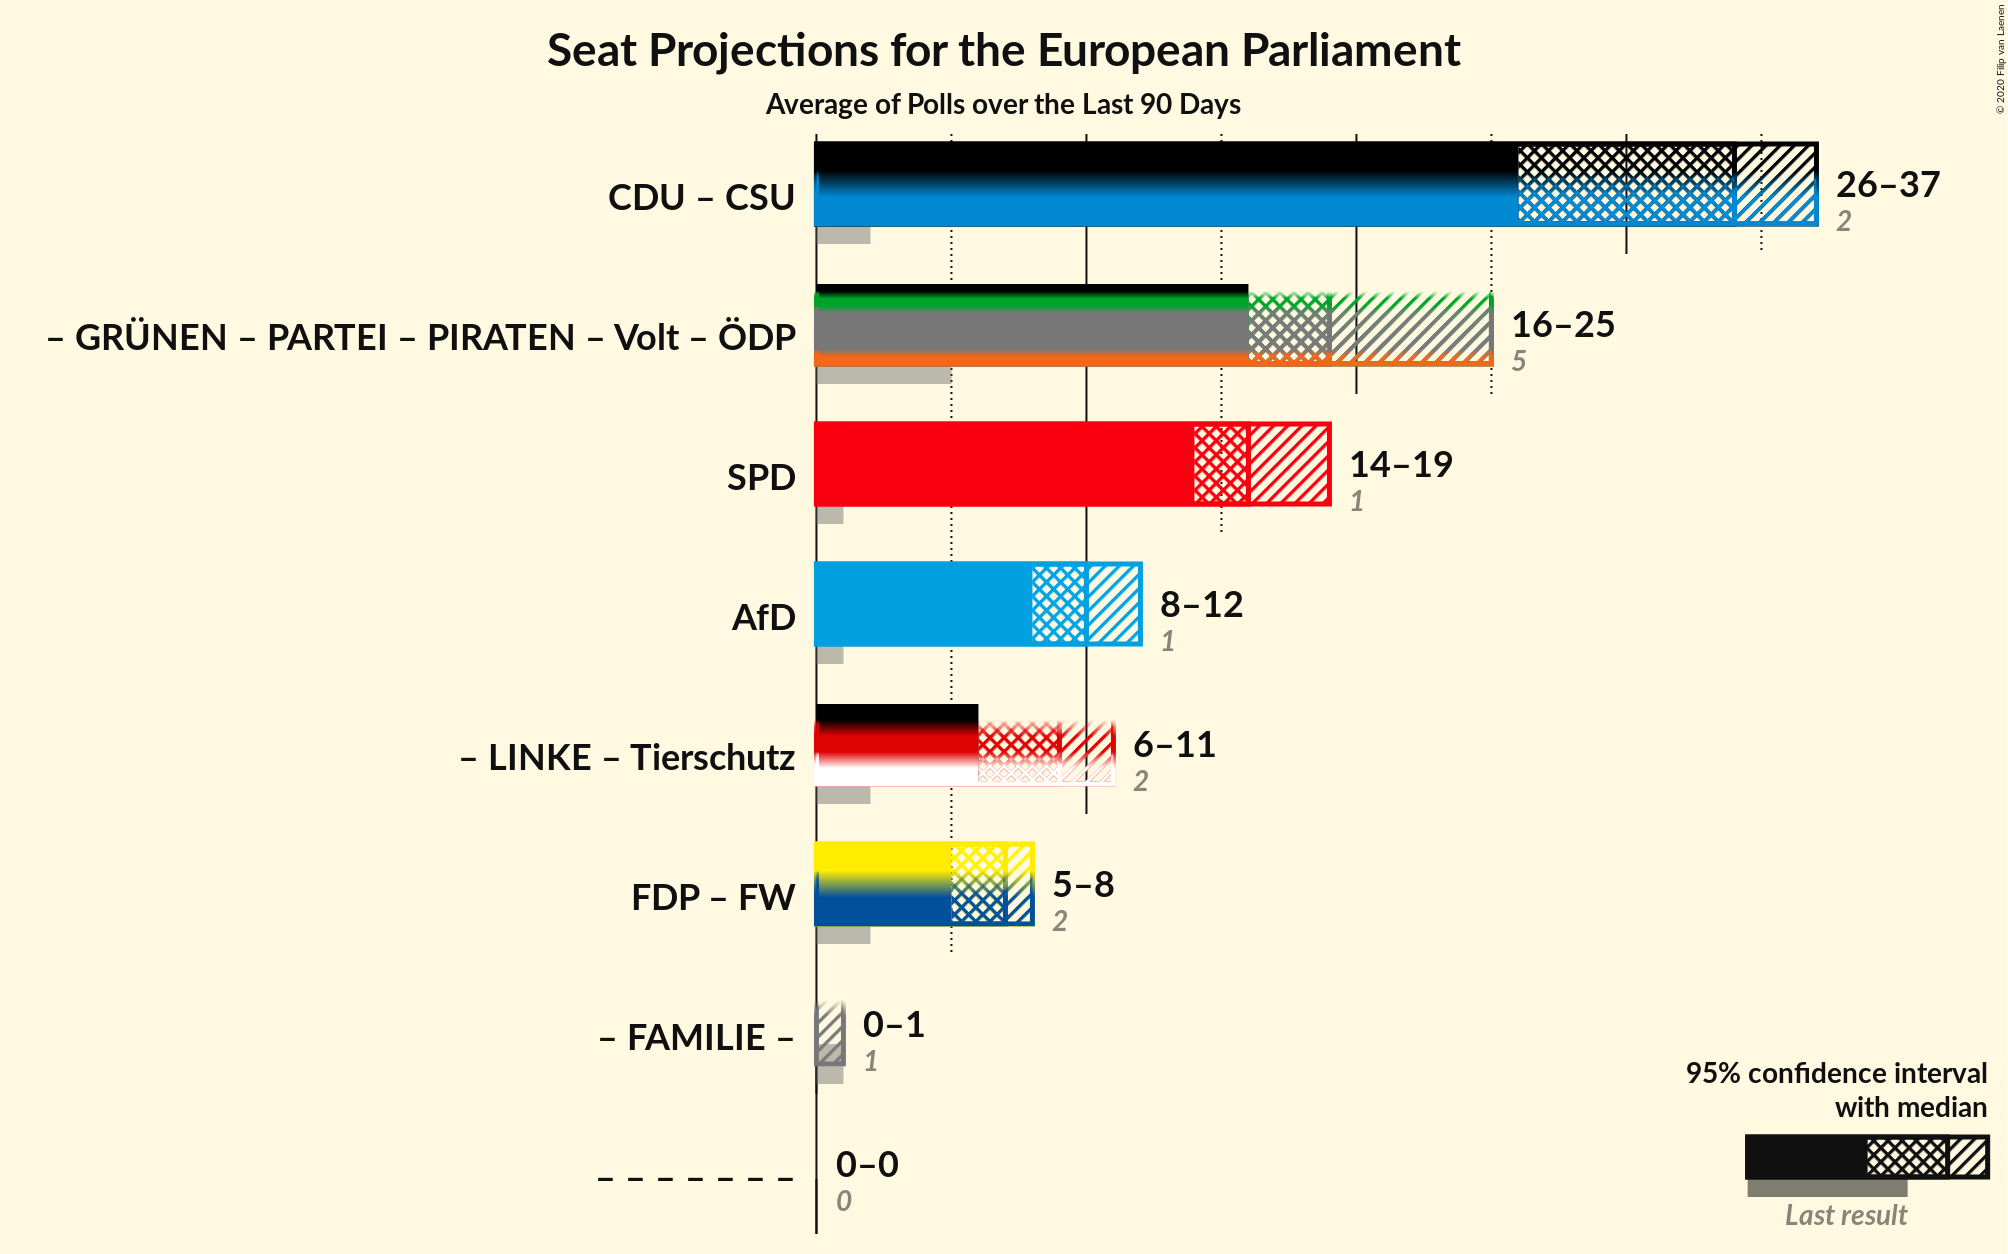 Seat Projections for the European Parliament
Average of Polls over the Last 90 Days
© 2020 Filip van Laenen
CDU – CSU
26–37
2
– GRÜNEN – PARTEI – PIRATEN – Volt – ÖDP
16–25
5
SPD
14–19
1
AfD
8–12
1
– LINKE – Tierschutz
6–11
2
FDP – FW
5–8
2
– FAMILIE –
0–1
1
– – – – – – –
0–0
0
95% confidence interval
with median
Last result